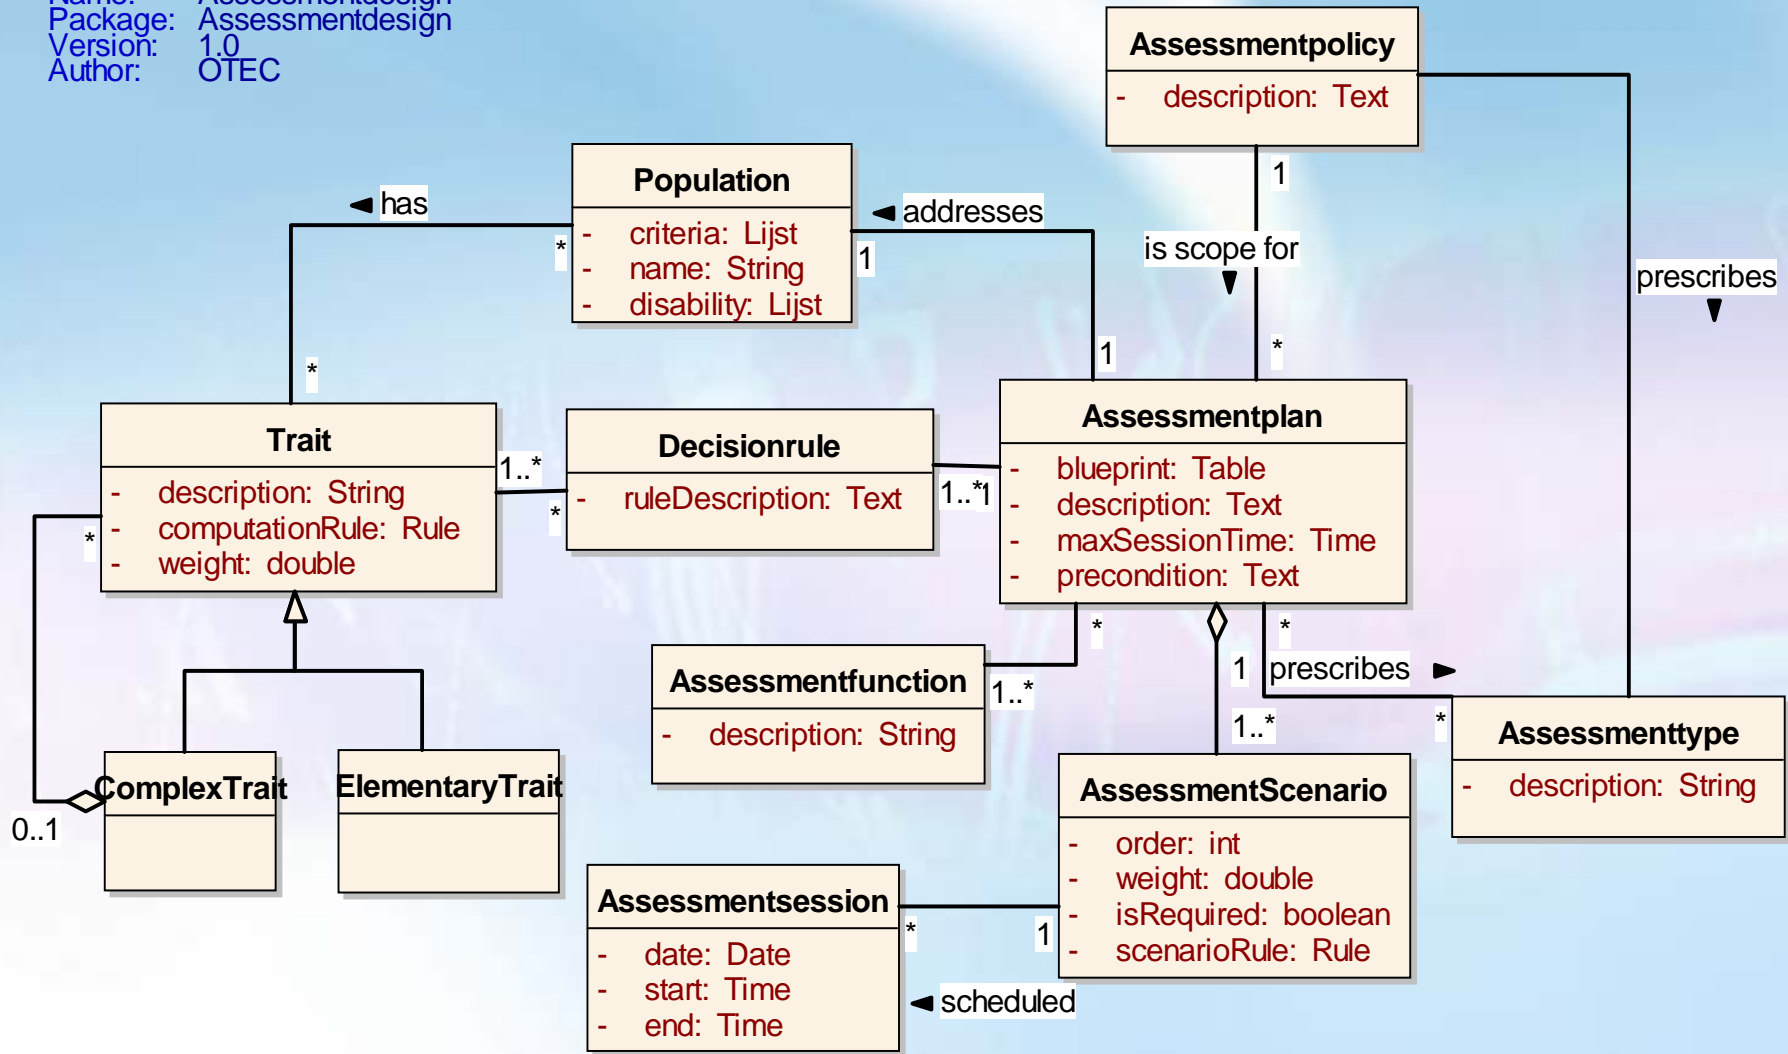 Name: Assessmentdesign
Package: Assessmentdesign
Version: 1.0
Author: OTEC
Assessmentpolicy
- description: Text
1
is scope for
*
prescribes
Population
- criteria: Lijst
- name: String
- disability: Lijst
has
*
*
addresses
1
1
Trait
- description: String
- computationRule: Rule
- weight: double
1..*
*
*
Decisionrule
- ruleDescription: Text
1..*
1
Assessmentplan
- blueprint: Table
- description: Text
- maxSessionTime: Time
- precondition: Text
*
1
*
prescribes
*
1..*
1..*
Assessmentfunction
- description: String
Assessmenttype
- description: String
ComplexTrait
0..1
ElementaryTrait
AssessmentScenario
- order: int
- weight: double
- isRequired: boolean
- scenarioRule: Rule
Assessmentsession
- date: Date
- start: Time
- end: Time
*
1
scheduled